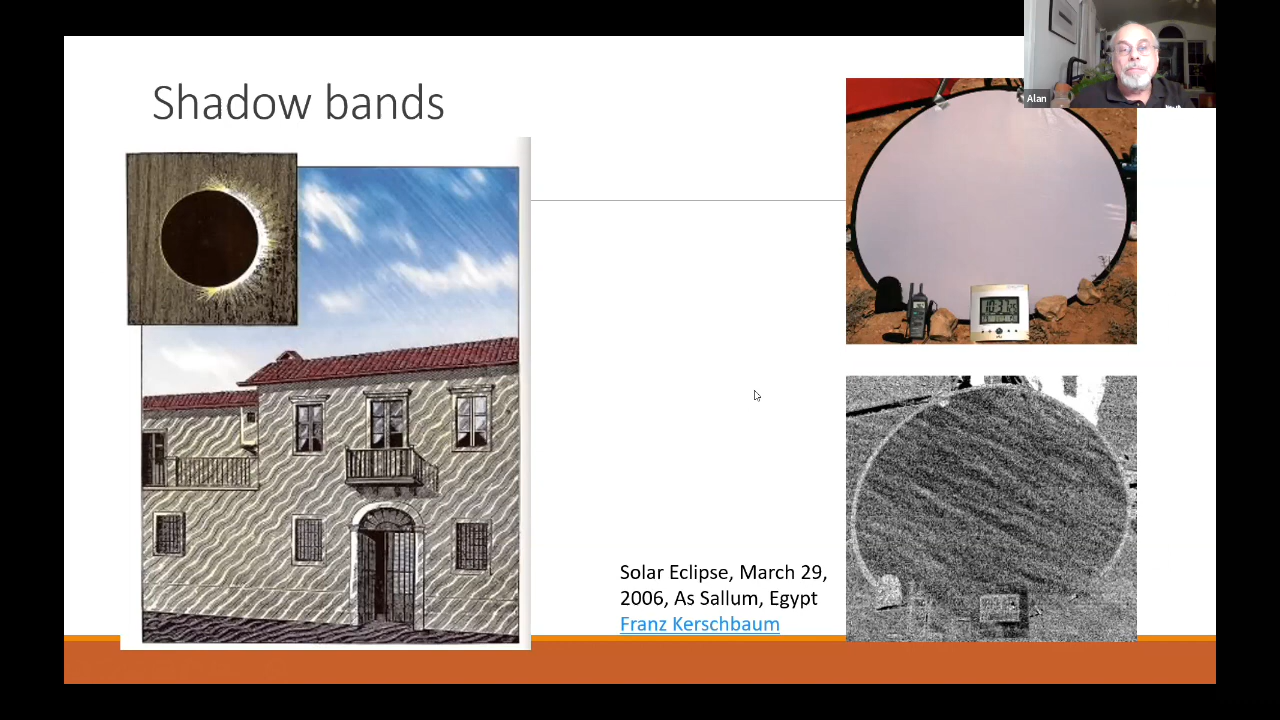 Shadow bands
Alan
Solar Eclipse, March 29,
2006, As Sallum, Egypt
Franz Kerschbaum